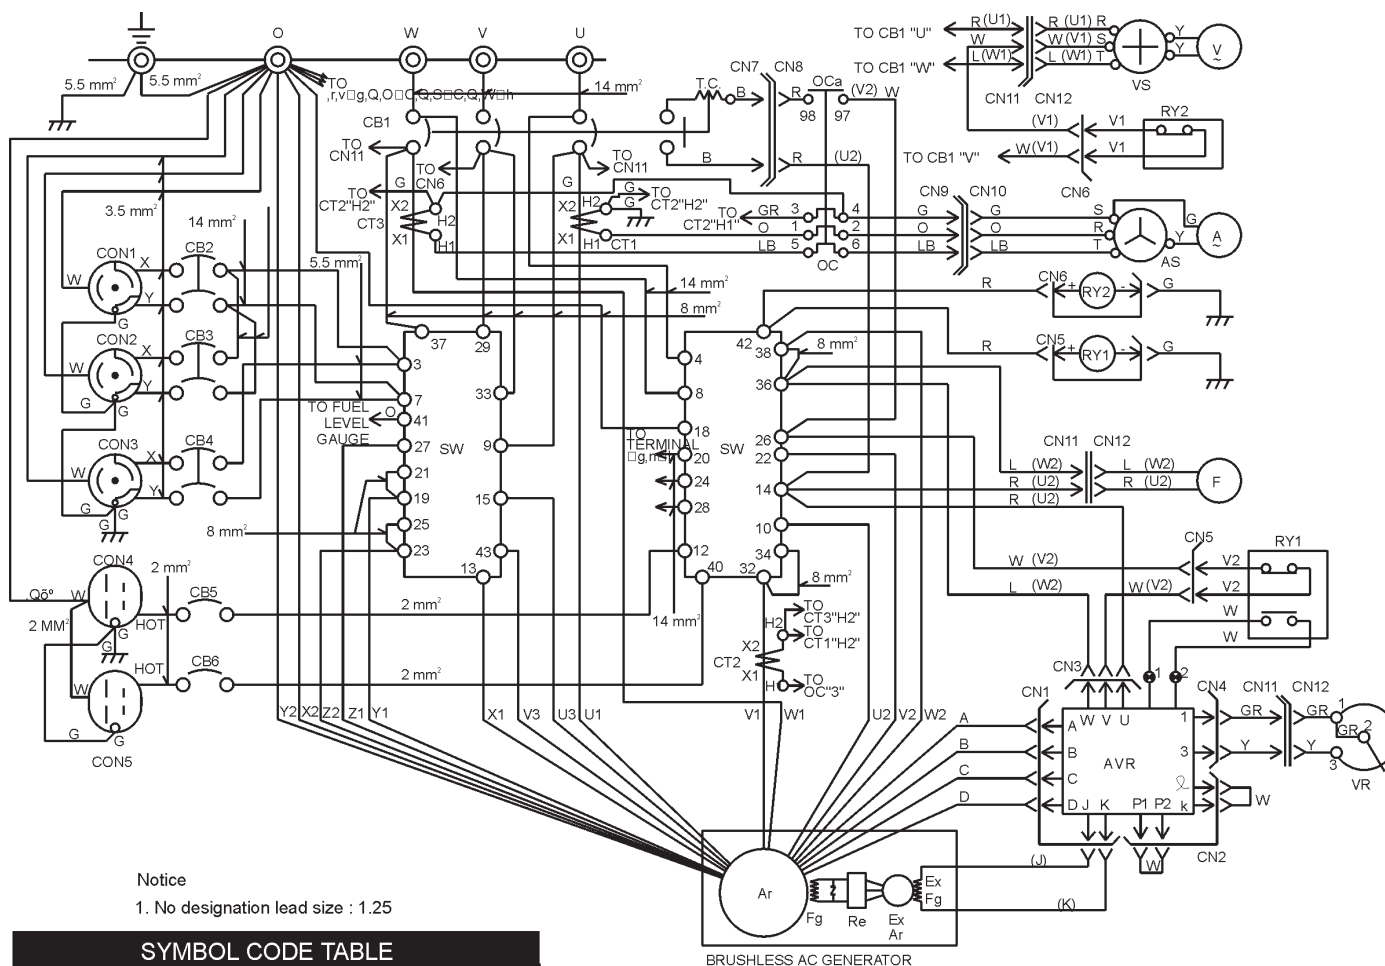 O W V U
TO CB1 "U" R (U1) (U1) R
W W (V1) S
TO CB1 "W" L (W1) L (W1) T
Y Y V ~ VS
CN11 CN12
5.5 mm² 5.5 mm² TO 14 mm²
CN7 CN8 OCa
T.C. B R 98 97 (V2) W
CB1
(V1) V1 RY2
TO CB1 "V" W (V1) V1
CN6
TO CN11 TO CN6 TO CN11
B R (U2)
TO CT2"H2" G X2 H2 CT3 X1 H1
G X2 H2 G G TO CT2"H2" X1 H1 CT1
TO CT2"H1" GR 3 4 G CN9 CN10 G S
O 1 2 O O R
LB 5 6 LB LB T
OC
G Y A ~ AS
3.5 mm²
14 mm²
5.5 mm²
14 mm²
8 mm²
CON1 X CB2
W Y G
CON2 X CB3
W Y G G
CON3 X CB4
W Y G G
R CN6 + RY2 - G
R CN5 + RY1 - G
37 29
3
7 33
TO FUEL LEVEL GAUGE O 41
27 SW 9
21
19 15
25
23 43
13
8 mm²
42
4 38 8 mm²
8 36
18 26
TO TERMINAL 20 SW 22
24 14
28 10
12 34
40 32
8 mm²
14 mm²
CN11 CN12
L (W2) L (W2)
R (U2) R (U2)
R (U2)
F
CN5 RY1
W (V2) V2
L (W2) W (V2) V2
W
W
CON4 2 mm² CB5
W G HOT 2 mm²
2 MM² G
HOT CB6 2 mm²
W G G
CON5
TO CT3"H2"
H2 TO CT1"H2"
X2
CT2 X1
H1 TO OC"3"
Y2 X2 Z2 Z1 Y1 X1 V3 U3 U1 V1 W1 U2 V2 W2
CN3 1 2
CN1 CN4 CN11 CN12
W V U
A A 1 GR GR 1
B B 3 Y Y 3
C C AVR GR 2
D D J K P1 P2 k W
VR
W CN2
(J)
(K)
Ar Fg Re Ex Ar Ex Fg
BRUSHLESS AC GENERATOR
Notice
1. No designation lead size : 1.25
SYMBOL CODE TABLE